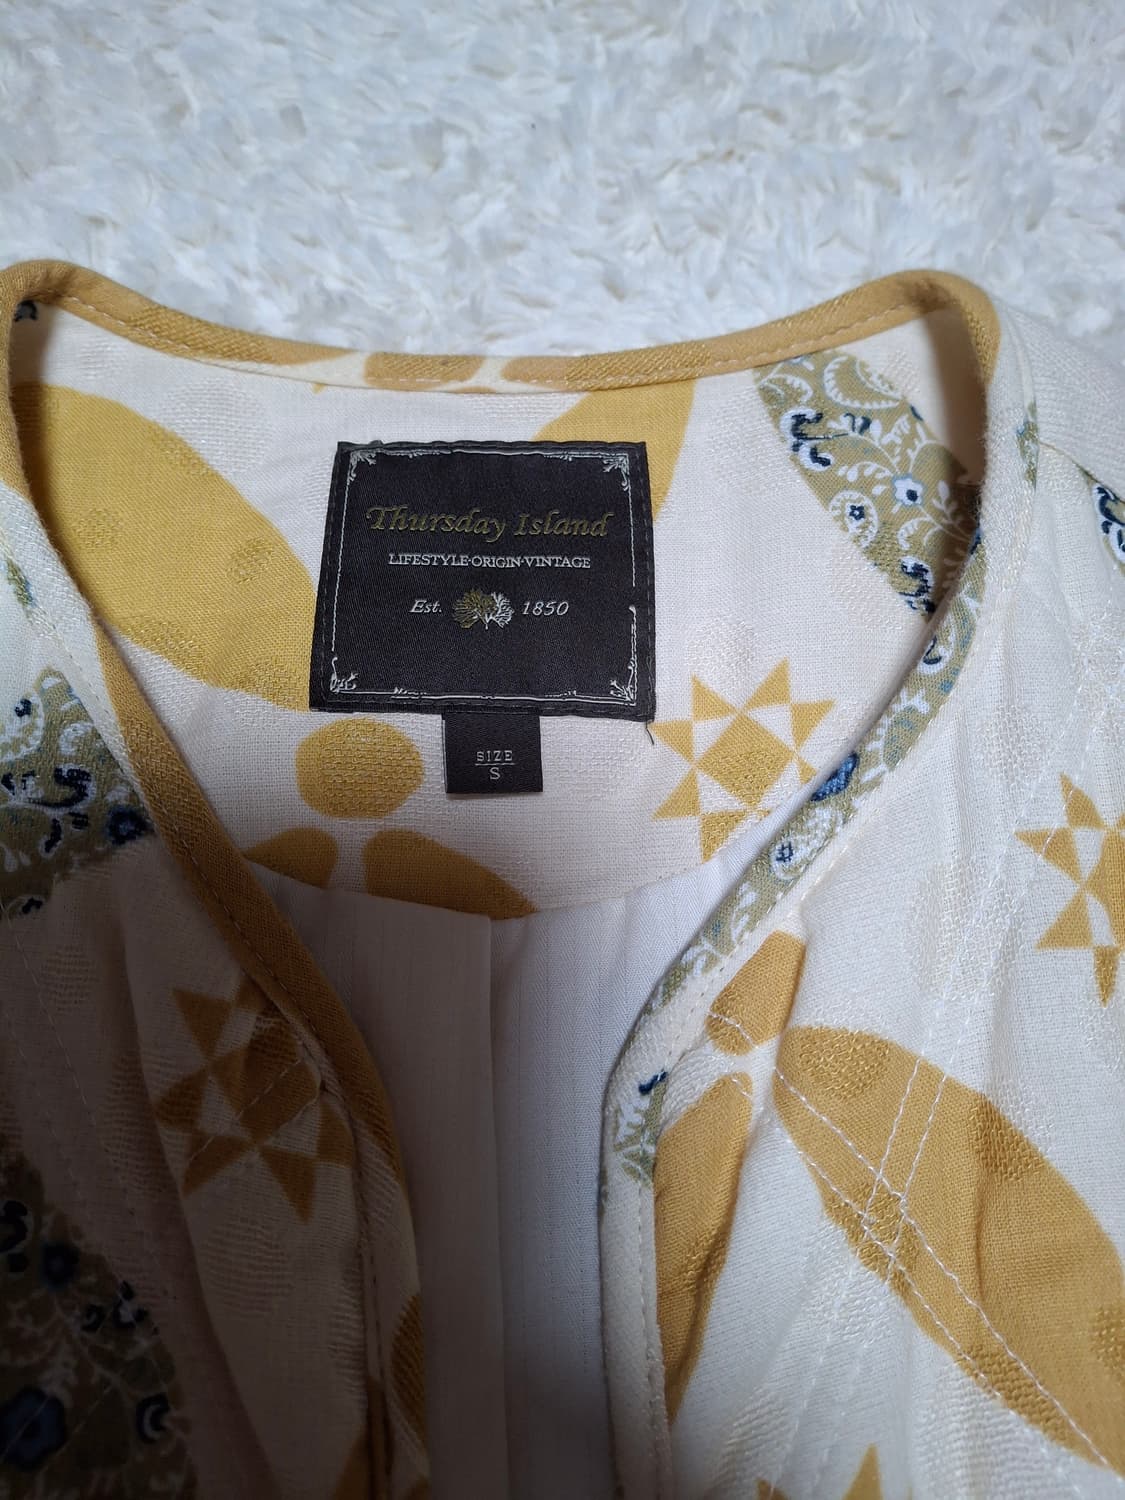 Thursday Island
LIFESTYLE·ORIGIN·VINTAGE
Est. 1850
SIZE
S